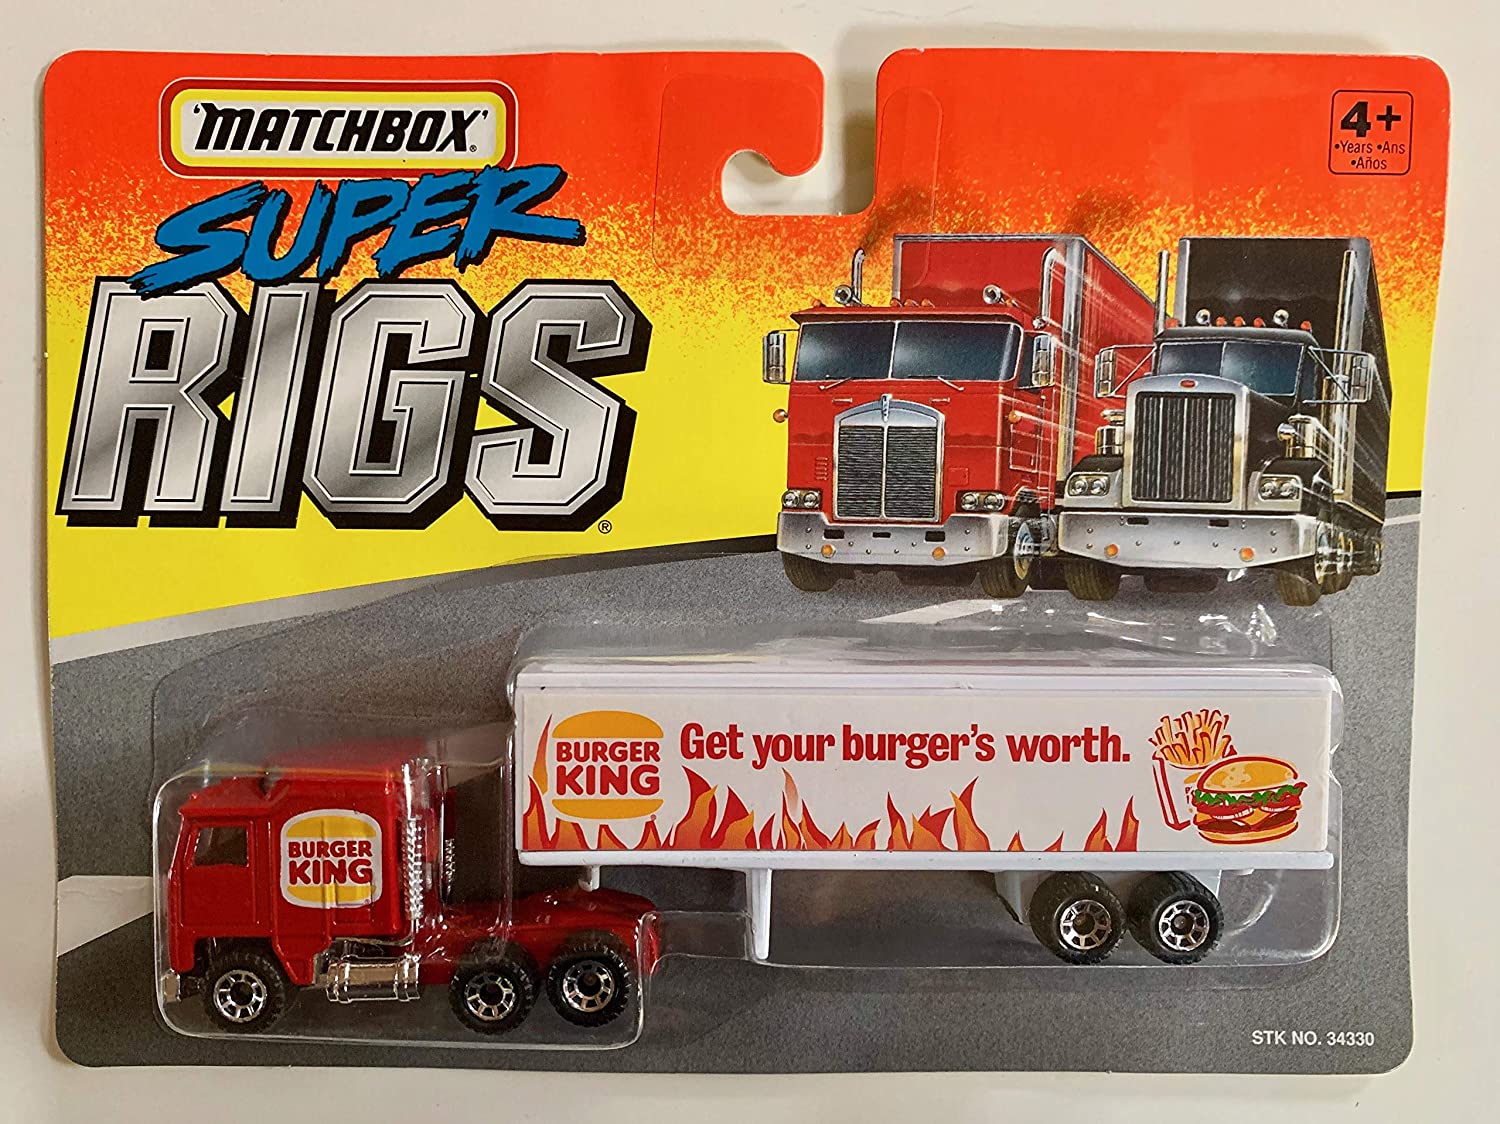 'MATCHBOX'®
SUPER
RIGS®
4+
•Years •Ans
•Años
BURGER
KING
BURGER
KING®
Get your burger's worth.
STK NO. 34330